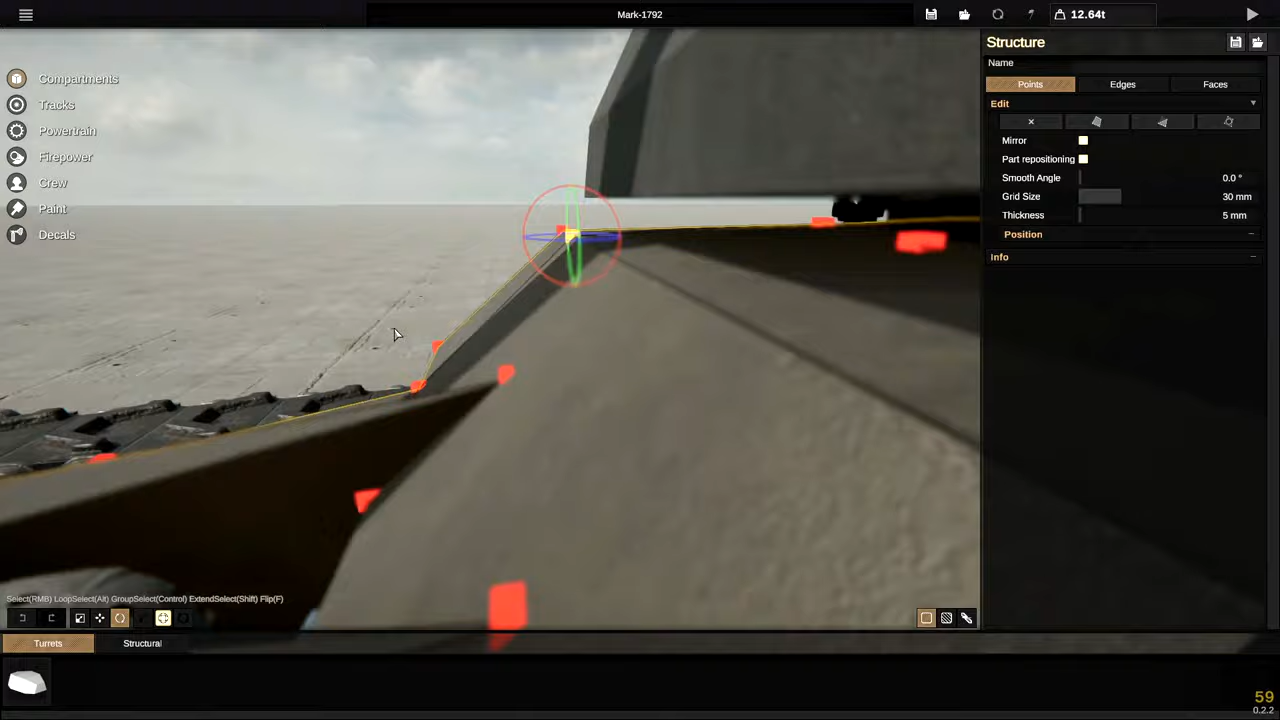 Mark-1792
12.64t
Compartments
Tracks
Powertrain
Firepower
Crew
Paint
Decals
Structure
Name
Points Edges Faces
Edit
Mirror
Part repositioning
Smooth Angle 0.0 °
Grid Size 30 mm
Thickness 5 mm
Position
Info
Select(RMB) LoopSelect(Alt) GroupSelect(Control) ExtendSelect(Shift) Flip(F)
Turrets Structural
59
0.2.2